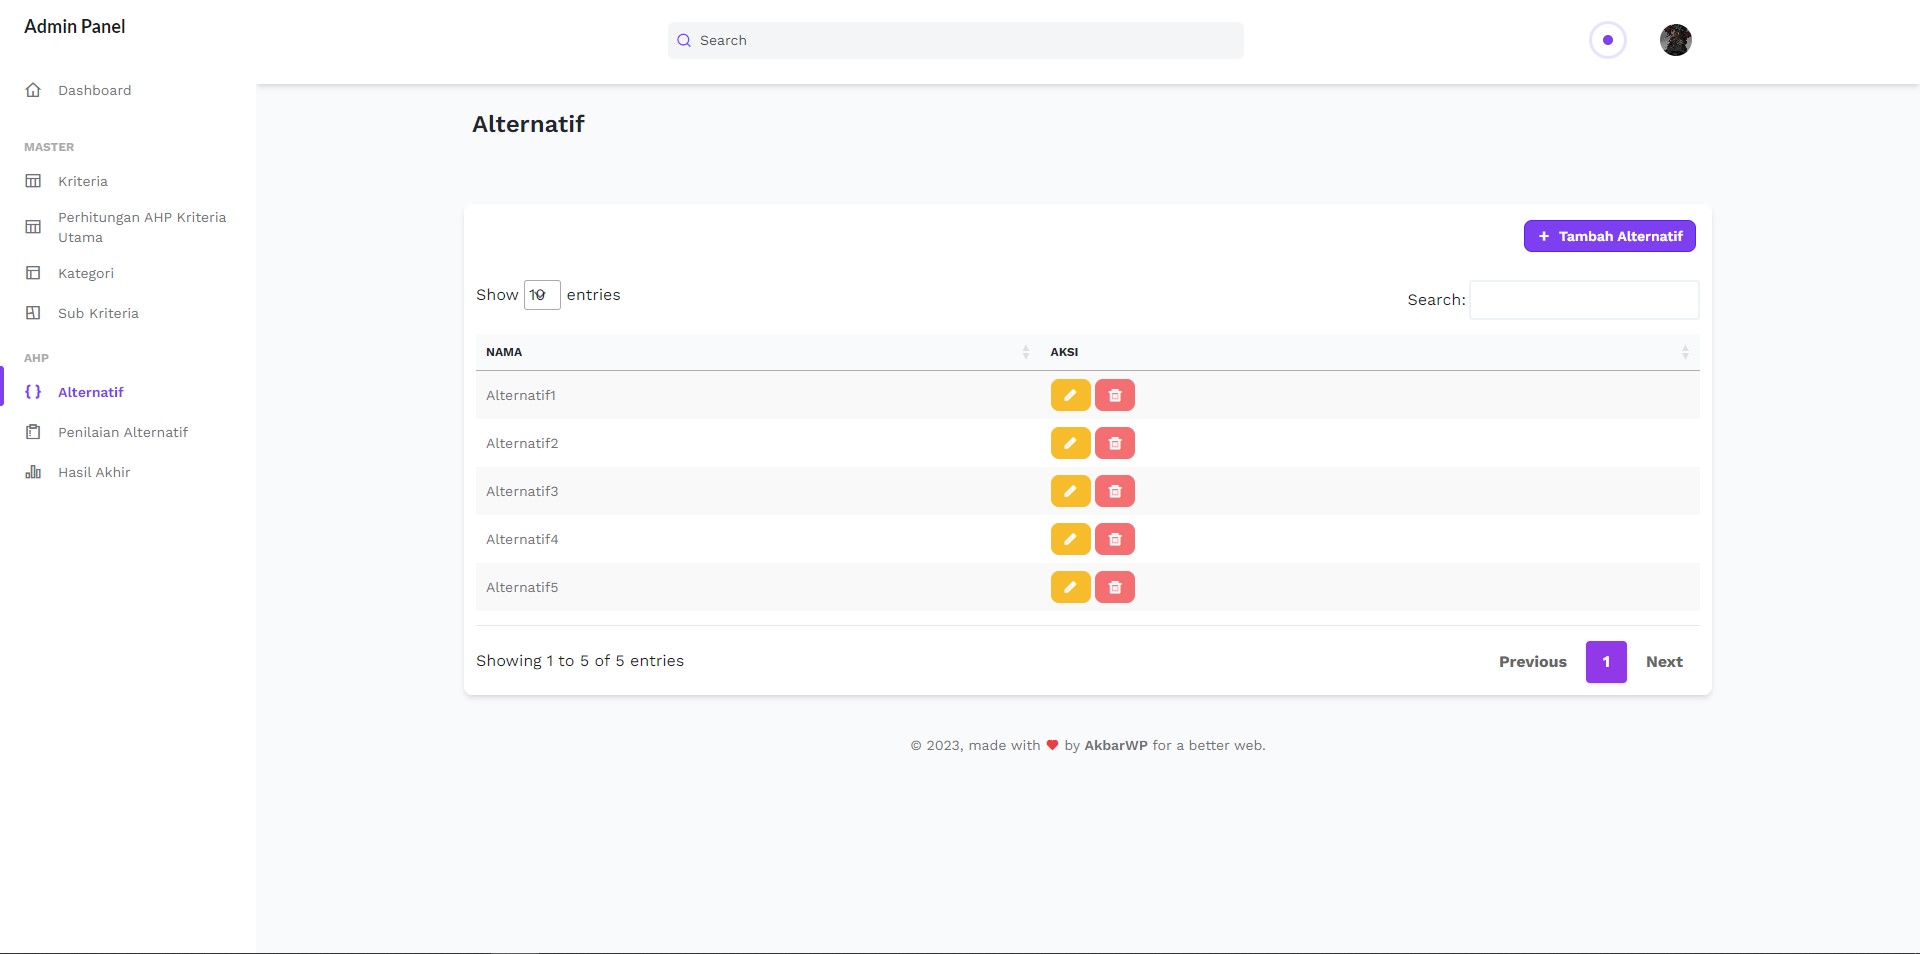 Admin Panel
Search
Dashboard
MASTER
Kriteria
Perhitungan AHP Kriteria
Utama
Kategori
Sub Kriteria
AHP
Alternatif
Penilaian Alternatif
Hasil Akhir
Alternatif
+ Tambah Alternatif
Show 10 entries
Search:
NAMA AKSI
Alternatif1
Alternatif2
Alternatif3
Alternatif4
Alternatif5
Showing 1 to 5 of 5 entries
Previous 1 Next
© 2023, made with ❤ by AkbarWP for a better web.